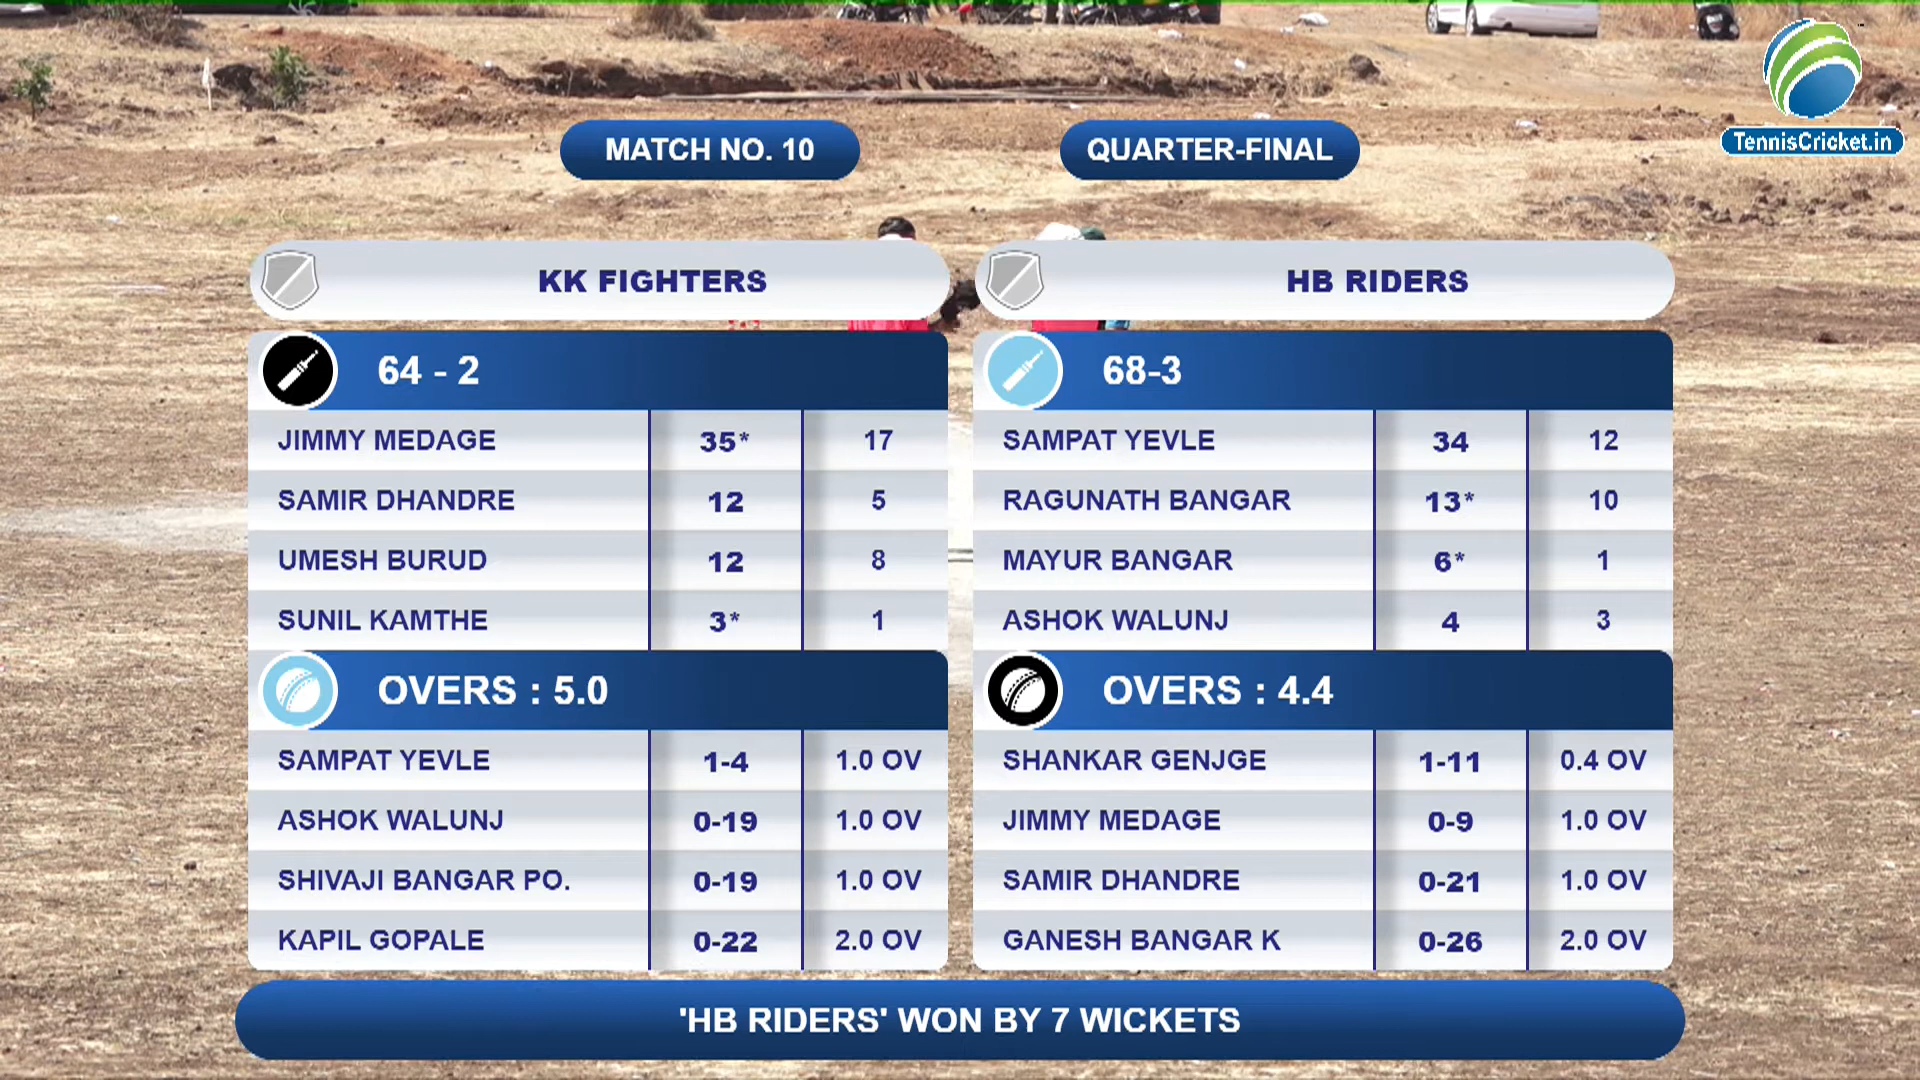 TennisCricket.in
MATCH NO. 10
QUARTER-FINAL
KK FIGHTERS
64 - 2
JIMMY MEDAGE 35* 17
SAMIR DHANDRE 12 5
UMESH BURUD 12 8
SUNIL KAMTHE 3* 1
OVERS : 5.0
SAMPAT YEVLE 1-4 1.0 OV
ASHOK WALUNJ 0-19 1.0 OV
SHIVAJI BANGAR PO. 0-19 1.0 OV
KAPIL GOPALE 0-22 2.0 OV
HB RIDERS
68-3
SAMPAT YEVLE 34 12
RAGUNATH BANGAR 13* 10
MAYUR BANGAR 6* 1
ASHOK WALUNJ 4 3
OVERS : 4.4
SHANKAR GENJGE 1-11 0.4 OV
JIMMY MEDAGE 0-9 1.0 OV
SAMIR DHANDRE 0-21 1.0 OV
GANESH BANGAR K 0-26 2.0 OV
'HB RIDERS' WON BY 7 WICKETS